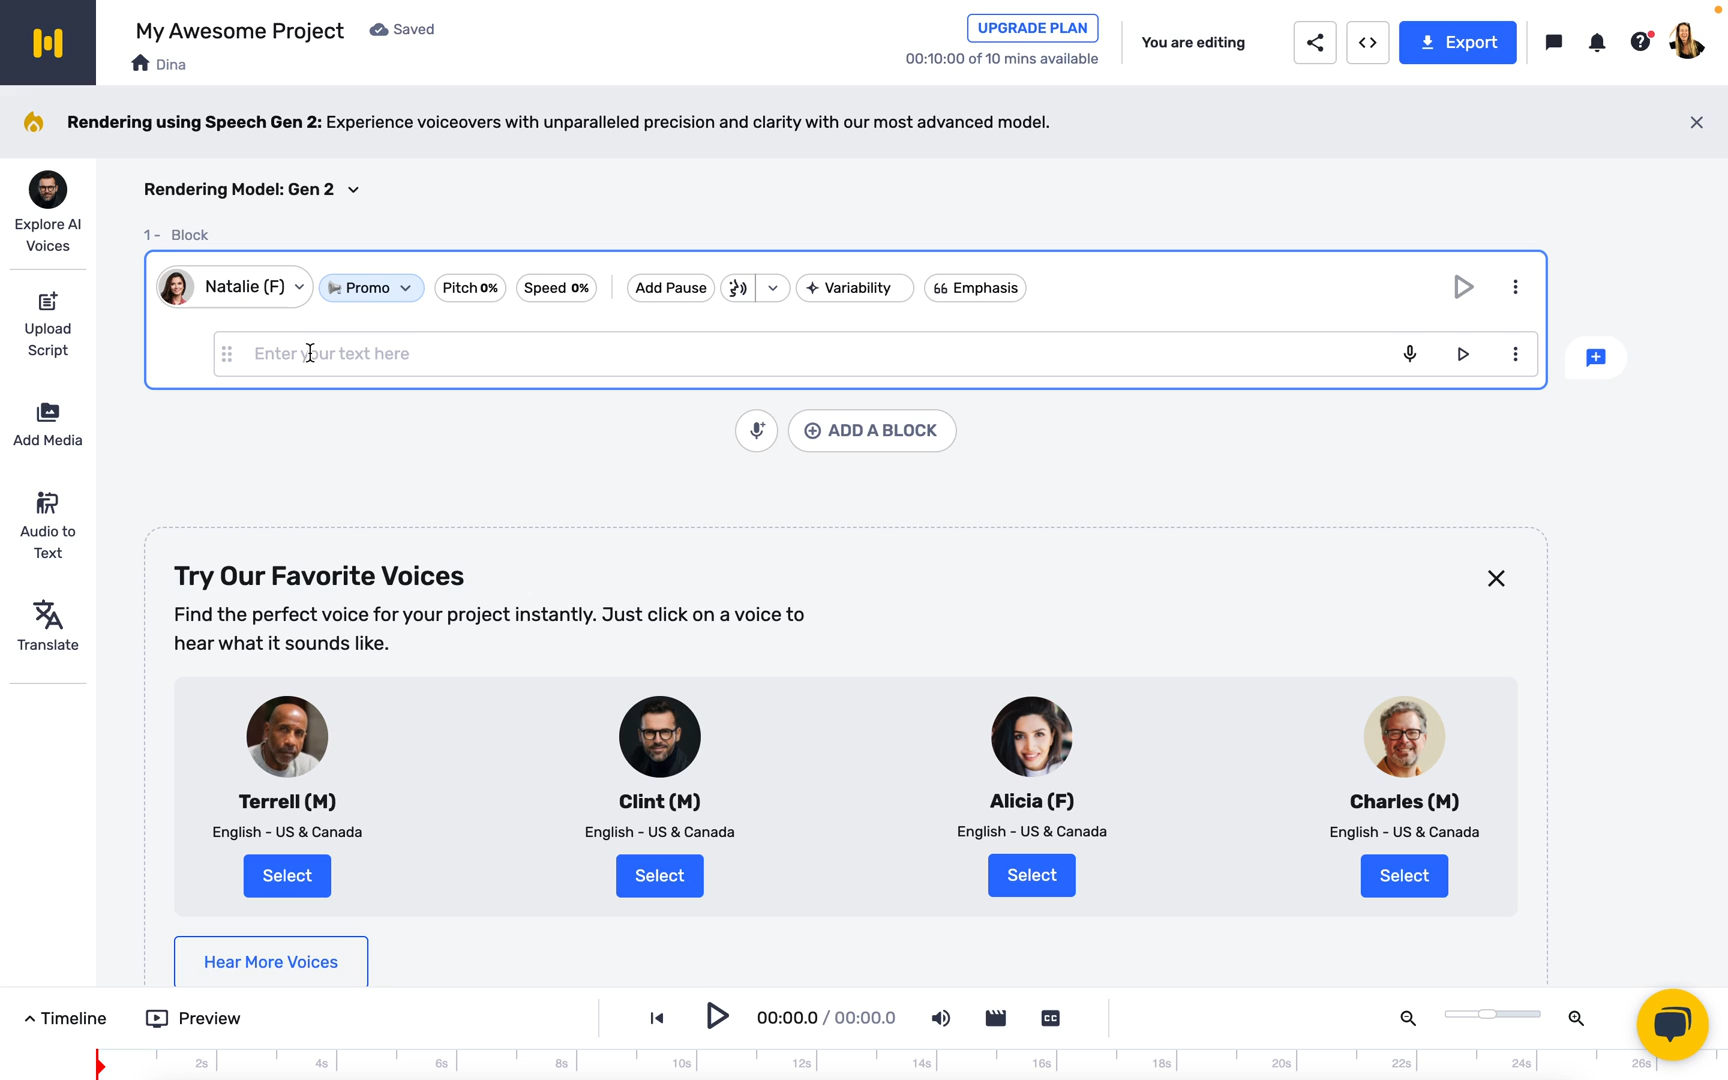 My Awesome Project
Saved
Dina
UPGRADE PLAN
00:10:00 of 10 mins available
You are editing
Export
Rendering using Speech Gen 2: Experience voiceovers with unparalleled precision and clarity with our most advanced model.
Explore AI
Voices
Upload
Script
Add Media
Audio to
Text
Translate
Rendering Model: Gen 2
1 - Block
Natalie (F)
Promo
Pitch 0%
Speed 0%
Add Pause
Variability
Emphasis
Enter your text here
ADD A BLOCK
Try Our Favorite Voices
Find the perfect voice for your project instantly. Just click on a voice to
hear what it sounds like.
Terrell (M)
English - US & Canada
Select
Clint (M)
English - US & Canada
Select
Alicia (F)
English - US & Canada
Select
Charles (M)
English - US & Canada
Select
Hear More Voices
Timeline
Preview
00:00.0 / 00:00.0
CC
2s 4s 6s 8s 10s 12s 14s 16s 18s 20s 22s 24s 26s